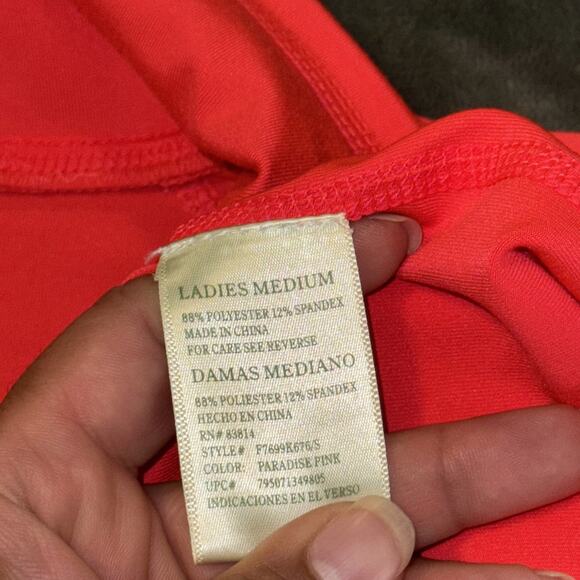 LADIES MEDIUM
88% POLYESTER 12% SPANDEX
MADE IN CHINA
FOR CARE SEE REVERSE
DAMAS MEDIANO
88% POLIESTER 12% SPANDEX
HECHO EN CHINA
RN# 83814
STYLE# F7699K676/S
COLOR: PARADISE PINK
UPC# 795071349805
INDICACIONES EN EL VERSO